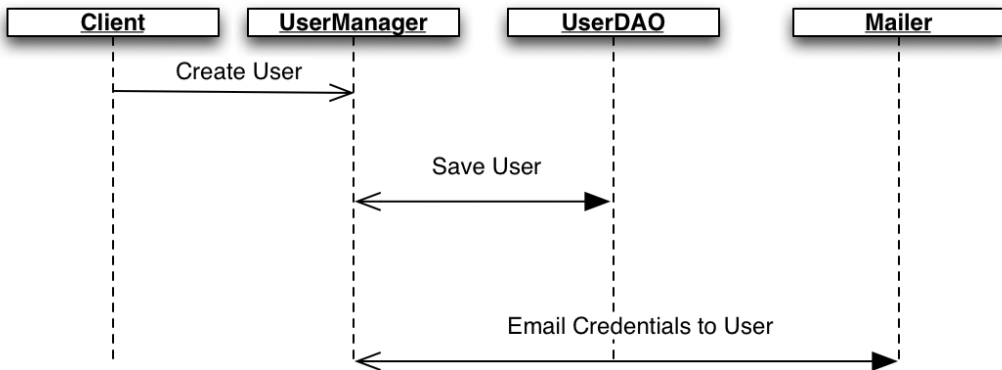 Client
UserManager
UserDAO
Mailer
Create User
Save User
Email Credentials to User